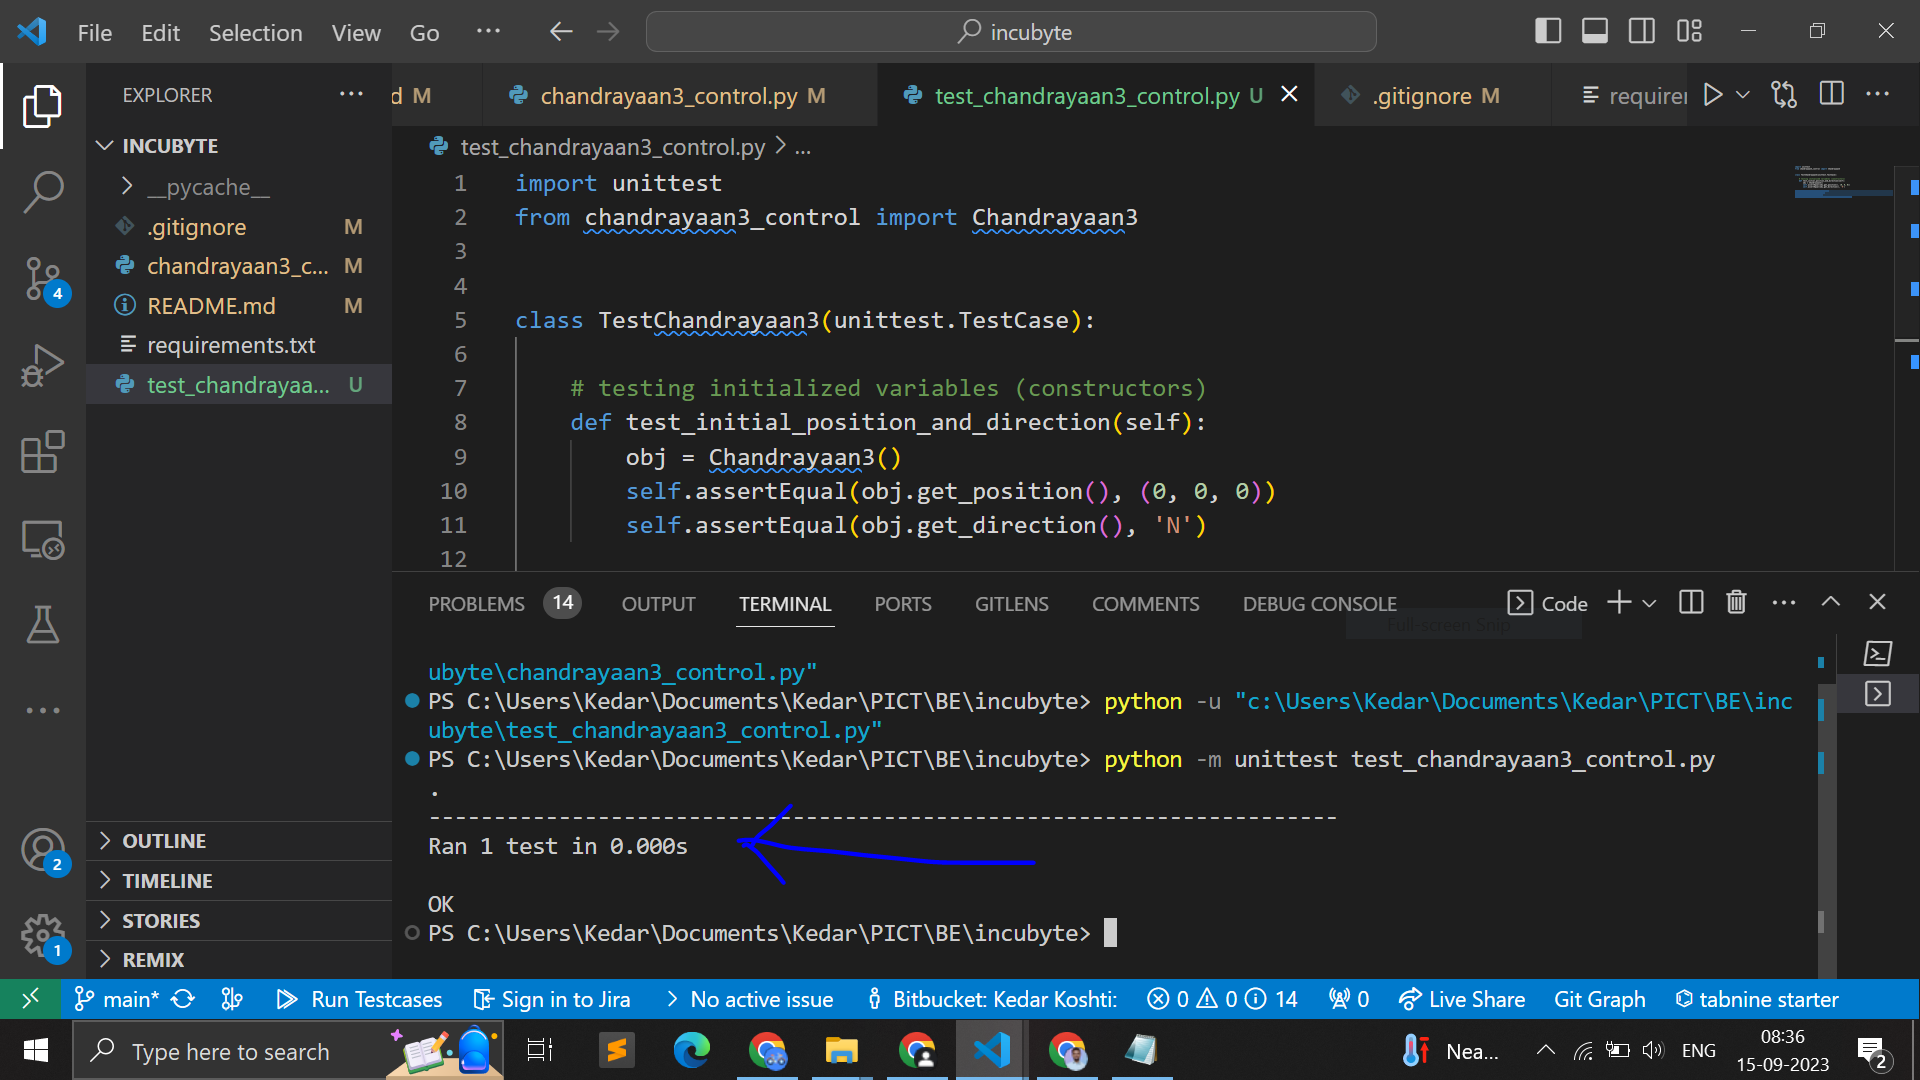 File Edit Selection View Go ... incubyte
EXPLORER ...
d M
chandrayaan3_control.py M
test_chandrayaan3_control.py U
.gitignore M
INCUBYTE
__pycache__
.gitignore M
chandrayaan3_c... M
README.md M
requirements.txt
test_chandrayaa... U
test_chandrayaan3_control.py > ...
1 import unittest
2 from chandrayaan3_control import Chandrayaan3
3
4
5 class TestChandrayaan3(unittest.TestCase):
6
7 # testing initialized variables (constructors)
8 def test_initial_position_and_direction(self):
9 obj = Chandrayaan3()
10 self.assertEqual(obj.get_position(), (0, 0, 0))
11 self.assertEqual(obj.get_direction(), 'N')
12
PROBLEMS 14 OUTPUT TERMINAL PORTS GITLENS COMMENTS DEBUG CONSOLE Code
Full-screen Snip
ubyte\chandrayaan3_control.py"
PS C:\Users\Kedar\Documents\Kedar\PICT\BE\incubyte> python -u "c:\Users\Kedar\Documents\Kedar\PICT\BE\inc
ubyte\test_chandrayaan3_control.py"
PS C:\Users\Kedar\Documents\Kedar\PICT\BE\incubyte> python -m unittest test_chandrayaan3_control.py
.
----------------------------------------------------------------------
Ran 1 test in 0.000s
OK
PS C:\Users\Kedar\Documents\Kedar\PICT\BE\incubyte>
4
2
1
OUTLINE
TIMELINE
STORIES
REMIX
main* Run Testcases Sign in to Jira > No active issue Bitbucket: Kedar Koshti: 0 0 14 0 Live Share Git Graph tabnine starter
Type here to search
Nea... ENG
08:36
15-09-2023
2